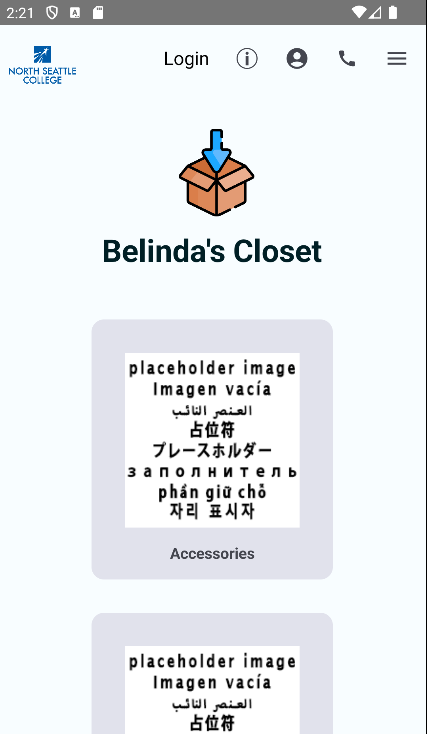 2:21
Login
NORTH SEATTLE
COLLEGE
Belinda's Closet
placeholder image
Imagen vacía
العنصر النائب
占位符
プレースホルダー
заполнитель
phần giữ chỗ
자리 표시자
Accessories
placeholder image
Imagen vacía
العنصر النائب
占位符